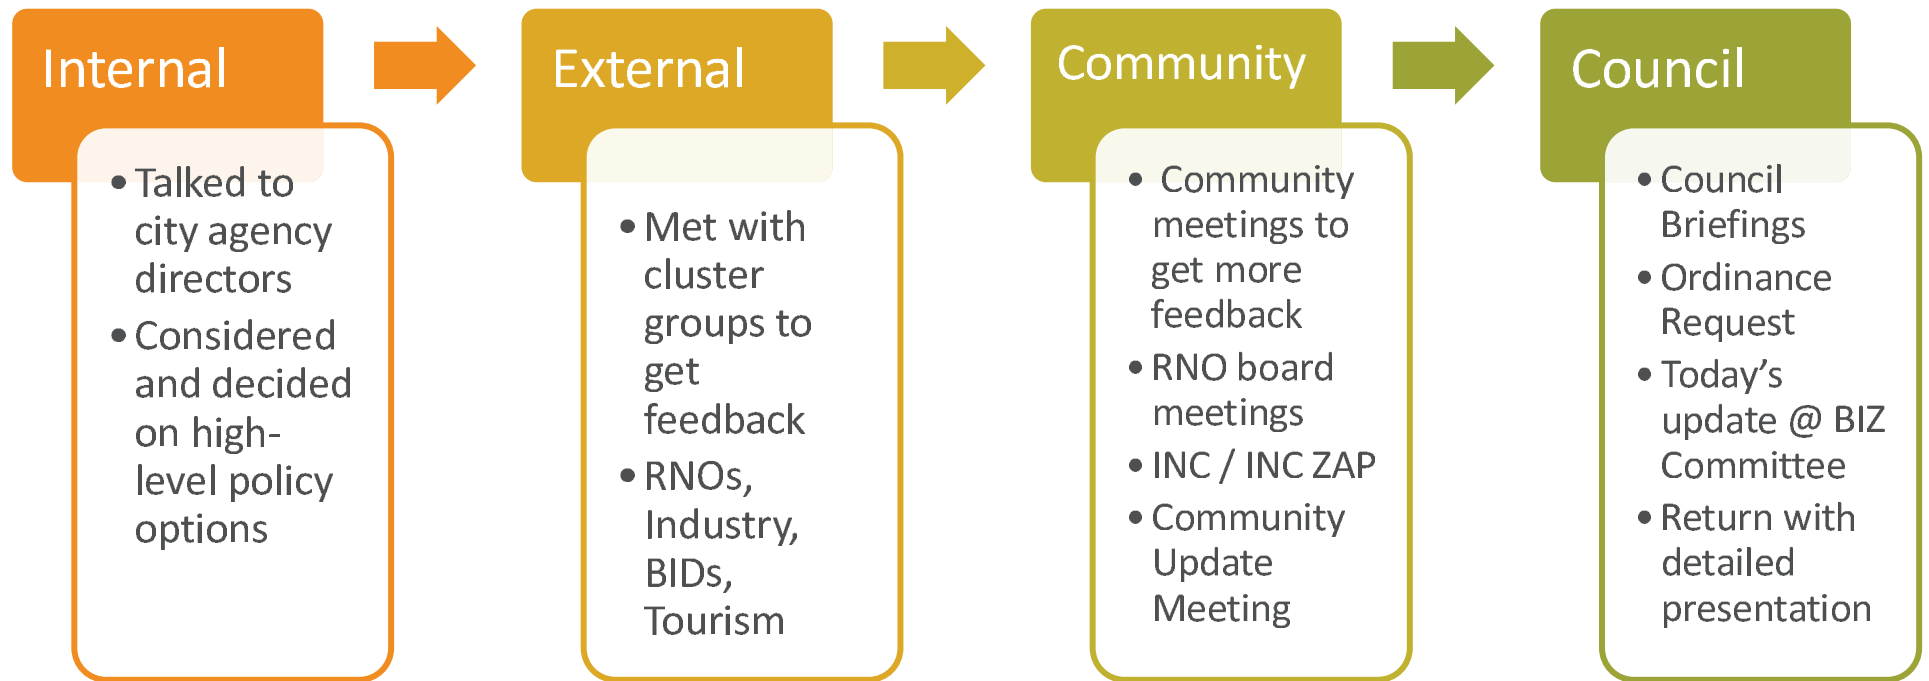 Internal
• Talked to
city agency
directors
• Considered
and decided
on high-
level policy
options
External
• Met with
cluster
groups to
get
feedback
• RNOs,
Industry,
BIDs,
Tourism
Community
• Community
meetings to
get more
feedback
• RNO board
meetings
• INC / INC ZAP
• Community
Update
Meeting
Council
• Council
Briefings
• Ordinance
Request
• Today’s
update @ BIZ
Committee
• Return with
detailed
presentation